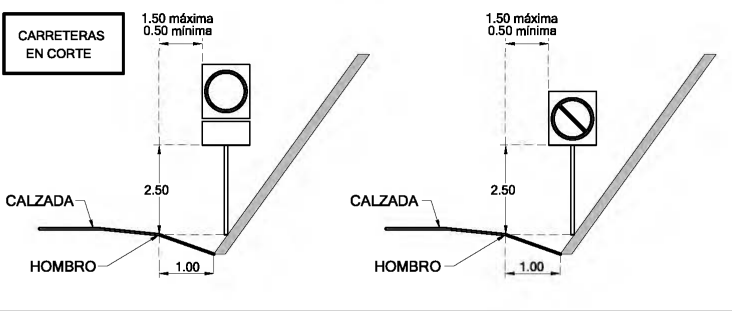 CARRETERAS
EN CORTE
1.50 máxima
0.50 mínima
2.50
CALZADA
HOMBRO
1.00
1.50 máxima
0.50 mínima
2.50
CALZADA
HOMBRO
1.00